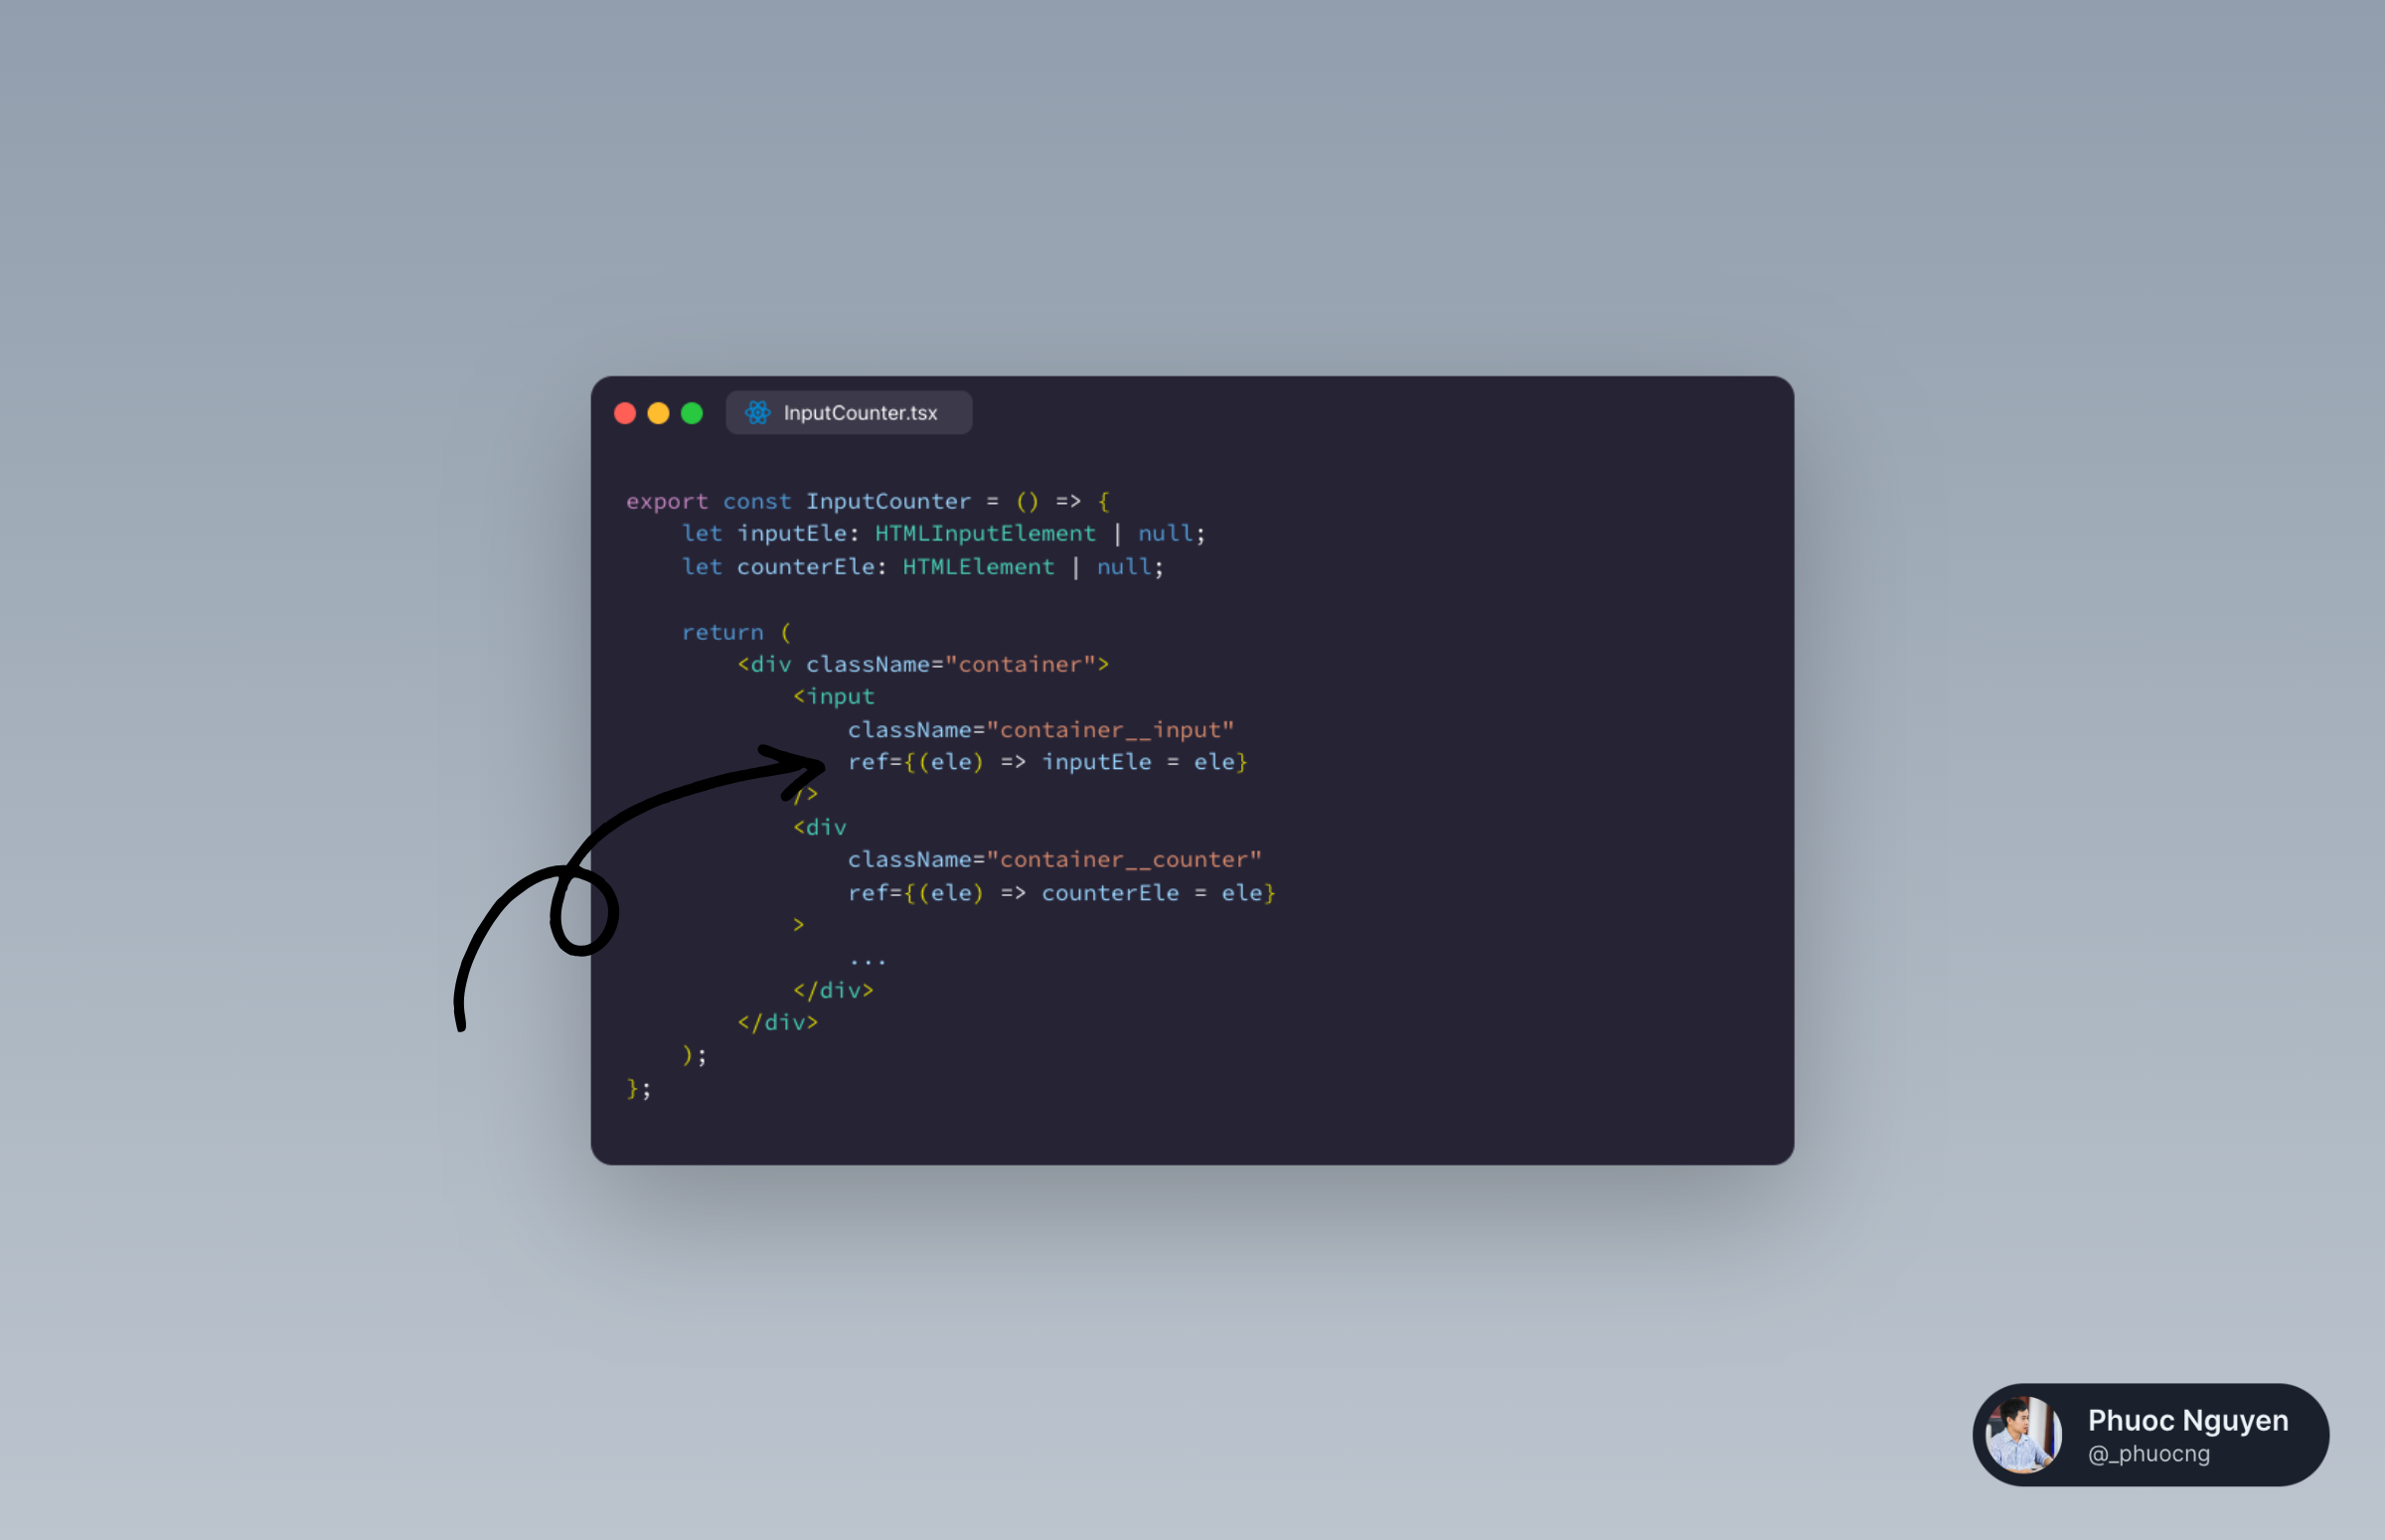 InputCounter.tsx
export const InputCounter = () => {
    let inputEle: HTMLInputElement | null;
    let counterEle: HTMLElement | null;

    return (
        <div className="container">
            <input
                className="container__input"
                ref={(ele) => inputEle = ele}
            />
            <div
                className="container__counter"
                ref={(ele) => counterEle = ele}
            >
                ...
            </div>
        </div>
    );
};
Phuoc Nguyen
@_phuocng